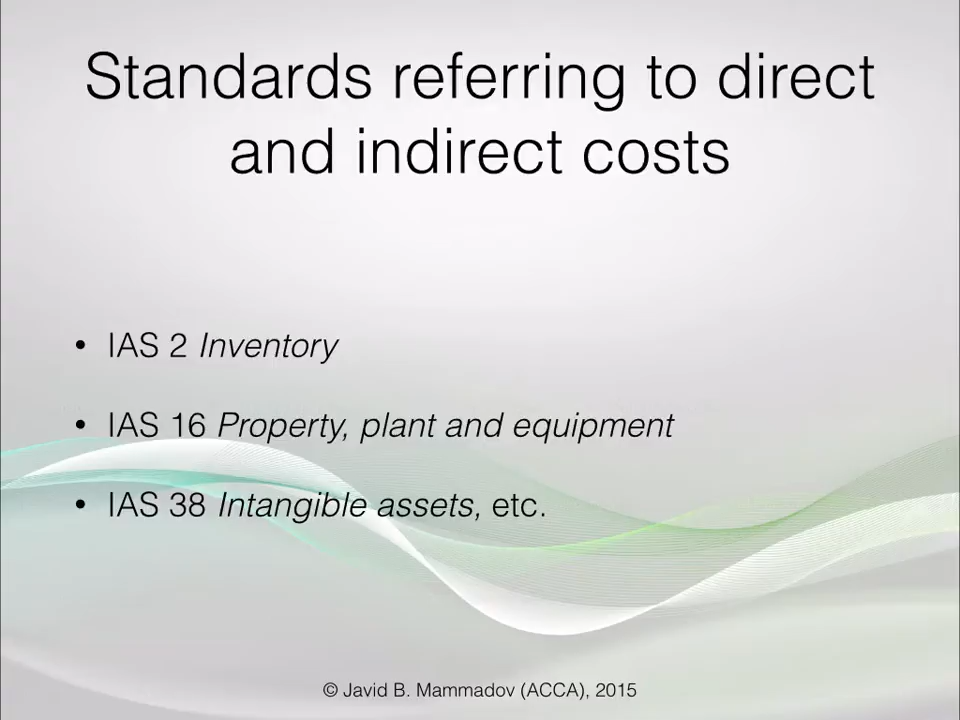 Standards referring to direct
and indirect costs
• IAS 2 Inventory
• IAS 16 Property, plant and equipment
• IAS 38 Intangible assets, etc.
© Javid B. Mammadov (ACCA), 2015